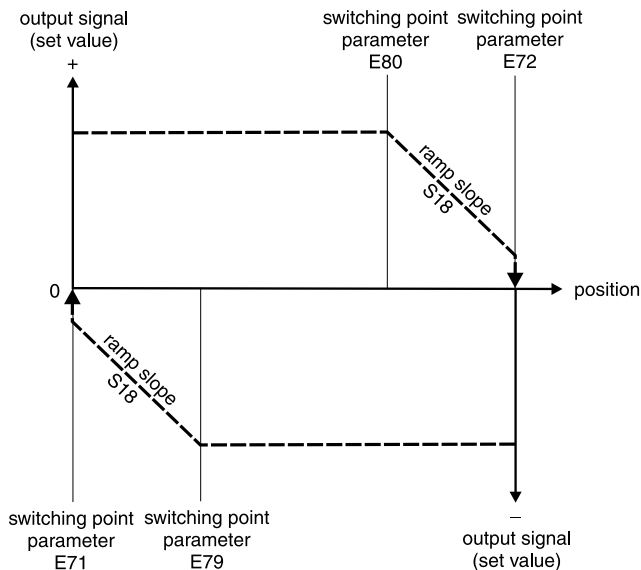 output signal
(set value)
+
switching point
parameter
E80
switching point
parameter
E72
ramp slope
S18
0
position
ramp slope
S18
switching point
parameter
E71
switching point
parameter
E79
–
output signal
(set value)